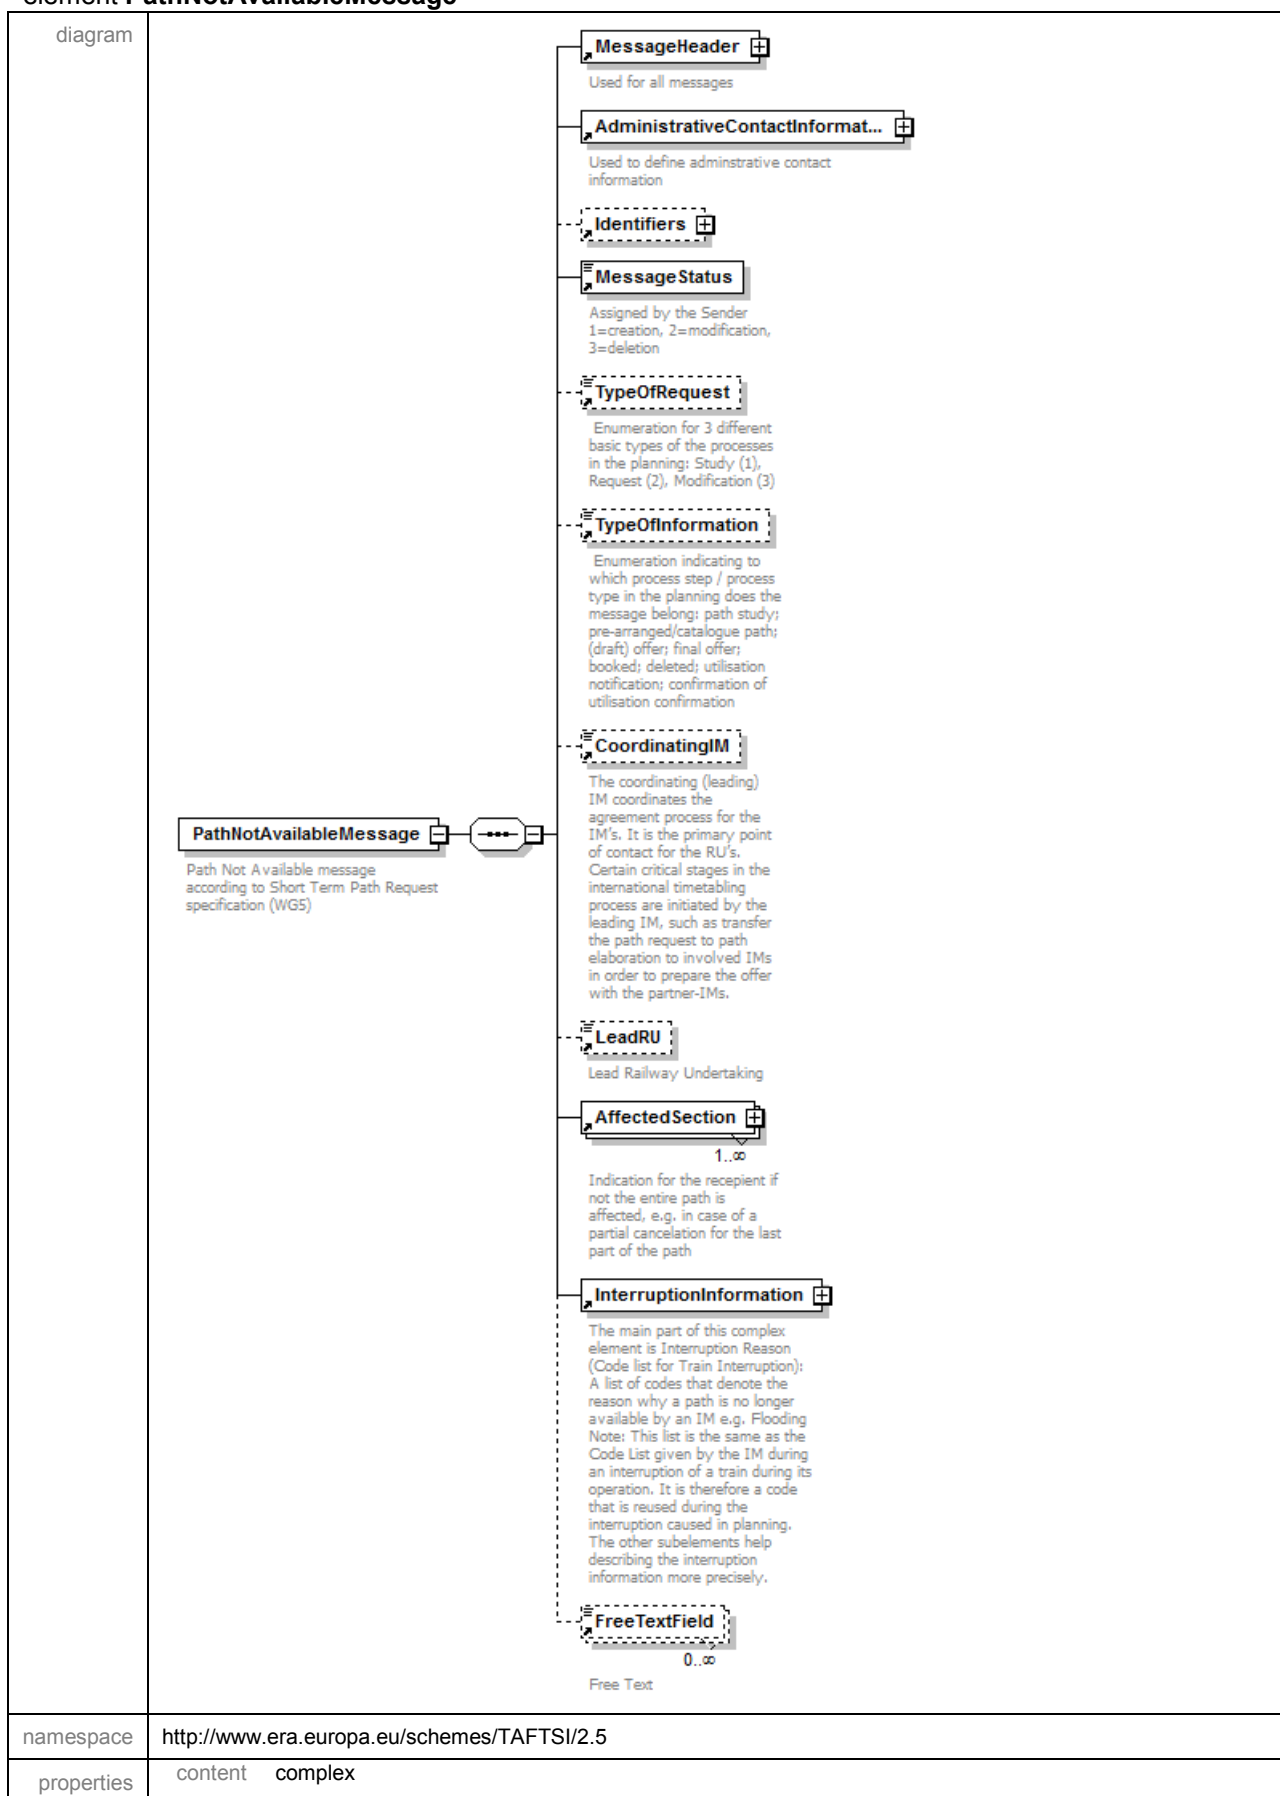 element PathNotAvailableMessage
diagram
MessageHeader
Used for all messages
AdministrativeContactInformat...
Used to define adminstrative contact
information
Identifiers
MessageStatus
Assigned by the Sender
1=creation, 2=modification,
3=deletion
TypeOfRequest
Enumeration for 3 different
basic types of the processes
in the planning: Study (1),
Request (2), Modification (3)
TypeOfInformation
Enumeration indicating to
which process step / process
type in the planning does the
message belong: path study;
pre-arranged/catalogue path;
(draft) offer; final offer;
booked; deleted; utilisation
notification; confirmation of
utilisation confirmation
CoordinatingIM
The coordinating (leading)
IM coordinates the
agreement process for the
IM's. It is the primary point
of contact for the RU's.
Certain critical stages in the
international timetabling
process are initiated by the
leading IM, such as transfer
the path request to path
elaboration to involved IMs
in order to prepare the offer
with the partner-IMs.
PathNotAvailableMessage
Path Not Available message
according to Short Term Path Request
specification (WG5)
LeadRU
Lead Railway Undertaking
AffectedSection
1..∞
Indication for the recepient if
not the entire path is
affected, e.g. in case of a
partial cancelation for the last
part of the path
InterruptionInformation
The main part of this complex
element is Interruption Reason
(Code list for Train Interruption):
A list of codes that denote the
reason why a path is no longer
available by an IM e.g. Flooding
Note: This list is the same as the
Code List given by the IM during
an interruption of a train during its
operation. It is therefore a code
that is reused during the
interruption caused in planning.
The other subelements help
describing the interruption
information more precisely.
FreeTextField
0..∞
Free Text
namespace http://www.era.europa.eu/schemes/TAFTSI/2.5
properties content complex